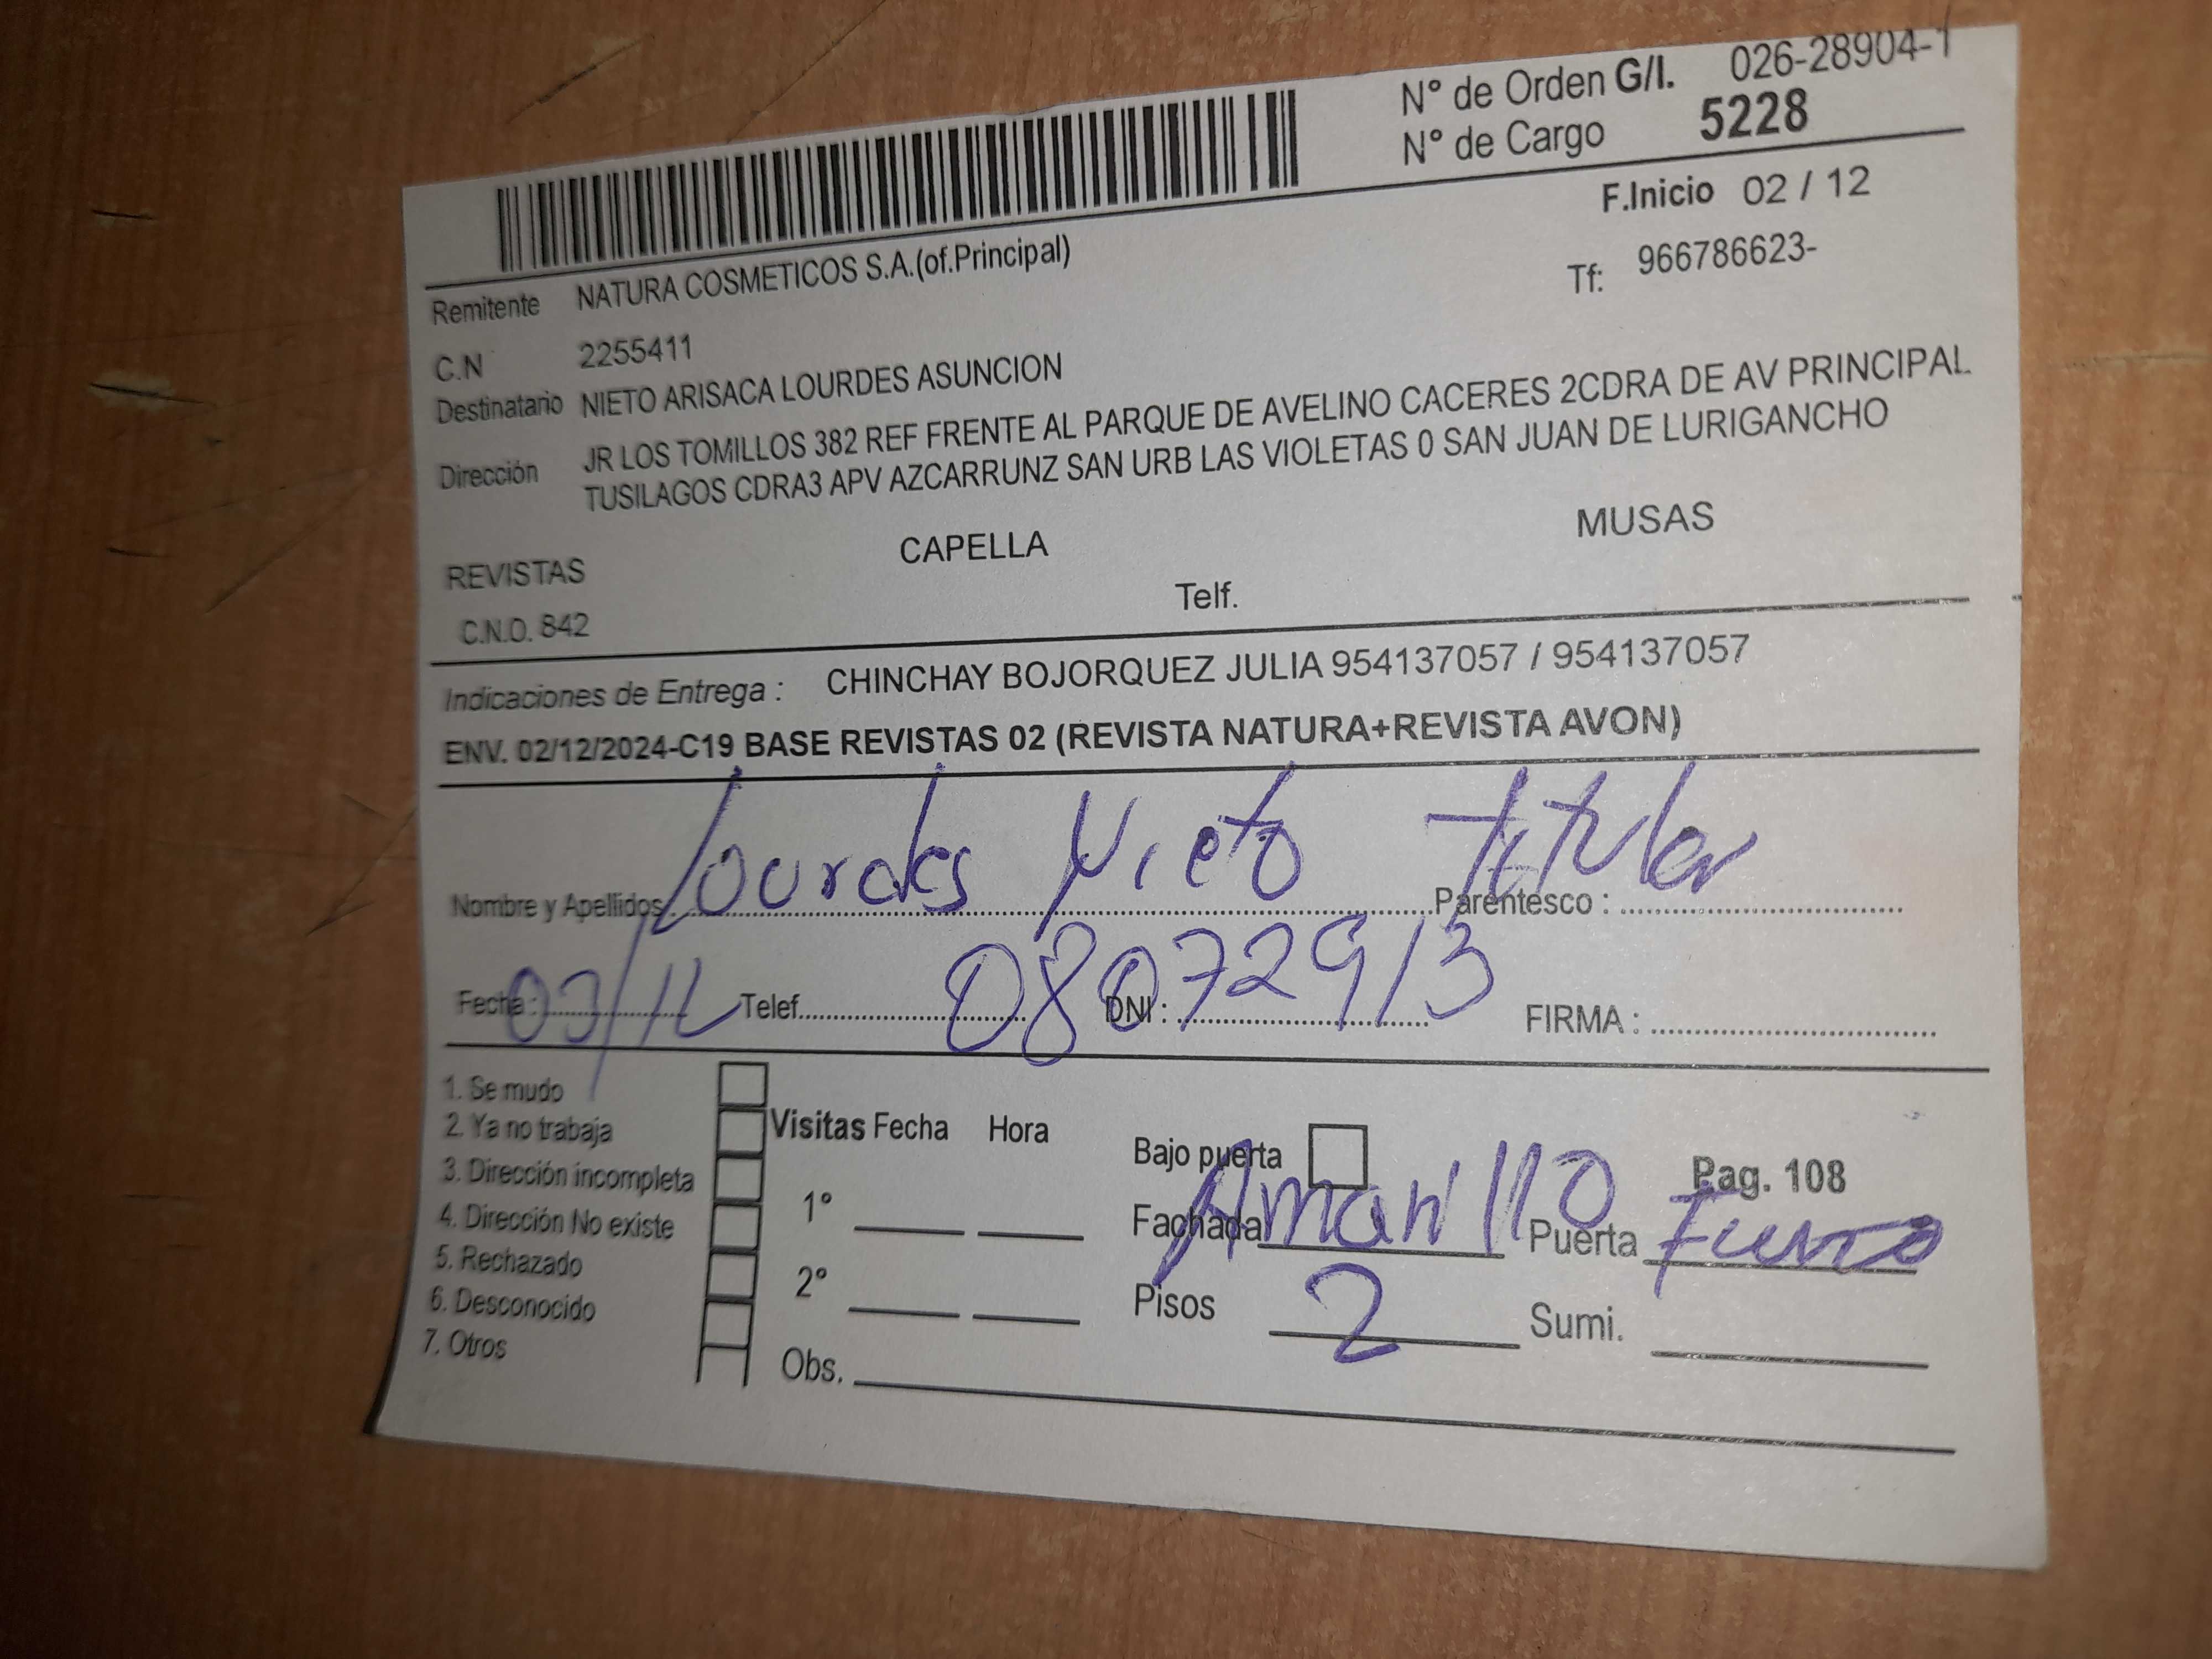 N° de Orden G/I. 026-28904-1
N° de Cargo 5228
F.Inicio 02 / 12
Remitente NATURA COSMETICOS S.A.(of.Principal)
Tf: 966786623-
C.N 2255411
Destinatario NIETO ARISACA LOURDES ASUNCION
Dirección JR LOS TOMILLOS 382 REF FRENTE AL PARQUE DE AVELINO CACERES 2CDRA DE AV PRINCIPAL
TUSILAGOS CDRA3 APV AZCARRUNZ SAN URB LAS VIOLETAS 0 SAN JUAN DE LURIGANCHO
REVISTAS CAPELLA MUSAS
C.N.O. 842 Telf.
Indicaciones de Entrega : CHINCHAY BOJORQUEZ JULIA 954137057 / 954137057
ENV. 02/12/2024-C19 BASE REVISTAS 02 (REVISTA NATURA+REVISTA AVON)
Nombre y Apellidos: Lourdes Nieto Parentesco : titular
Fecha : 03/12 Telef. DNI : 08072913 FIRMA :
1. Se mudo
2. Ya no trabaja
3. Dirección incompleta
4. Dirección No existe
5. Rechazado
6. Desconocido
7. Otros
Visitas Fecha Hora
1°
2°
Obs.
Bajo puerta Pag. 108
Fachada Amarillo Puerta Fierro
Pisos 2 Sumi.